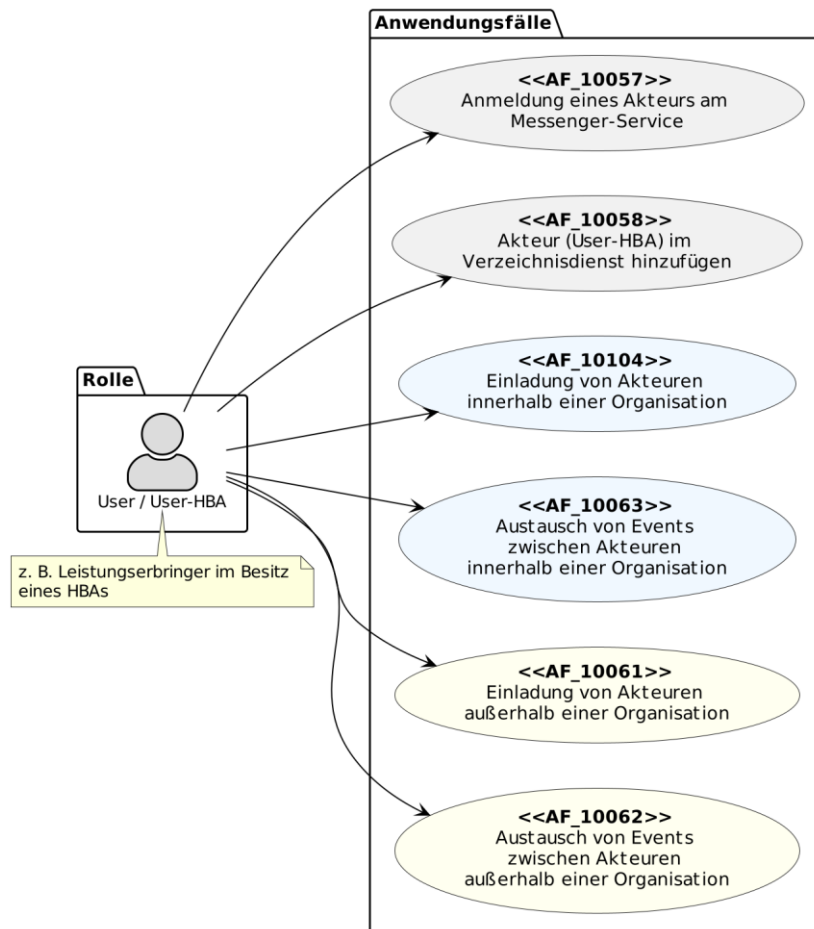 Anwendungsfälle
<<AF_10057>>
Anmeldung eines Akteurs am
Messenger-Service
<<AF_10058>>
Akteur (User-HBA) im
Verzeichnisdienst hinzufügen
<<AF_10104>>
Einladung von Akteuren
innerhalb einer Organisation
Rolle
User / User-HBA
<<AF_10063>>
Austausch von Events
zwischen Akteuren
innerhalb einer Organisation
z. B. Leistungserbringer im Besitz
eines HBAs
<<AF_10061>>
Einladung von Akteuren
außerhalb einer Organisation
<<AF_10062>>
Austausch von Events
zwischen Akteuren
außerhalb einer Organisation